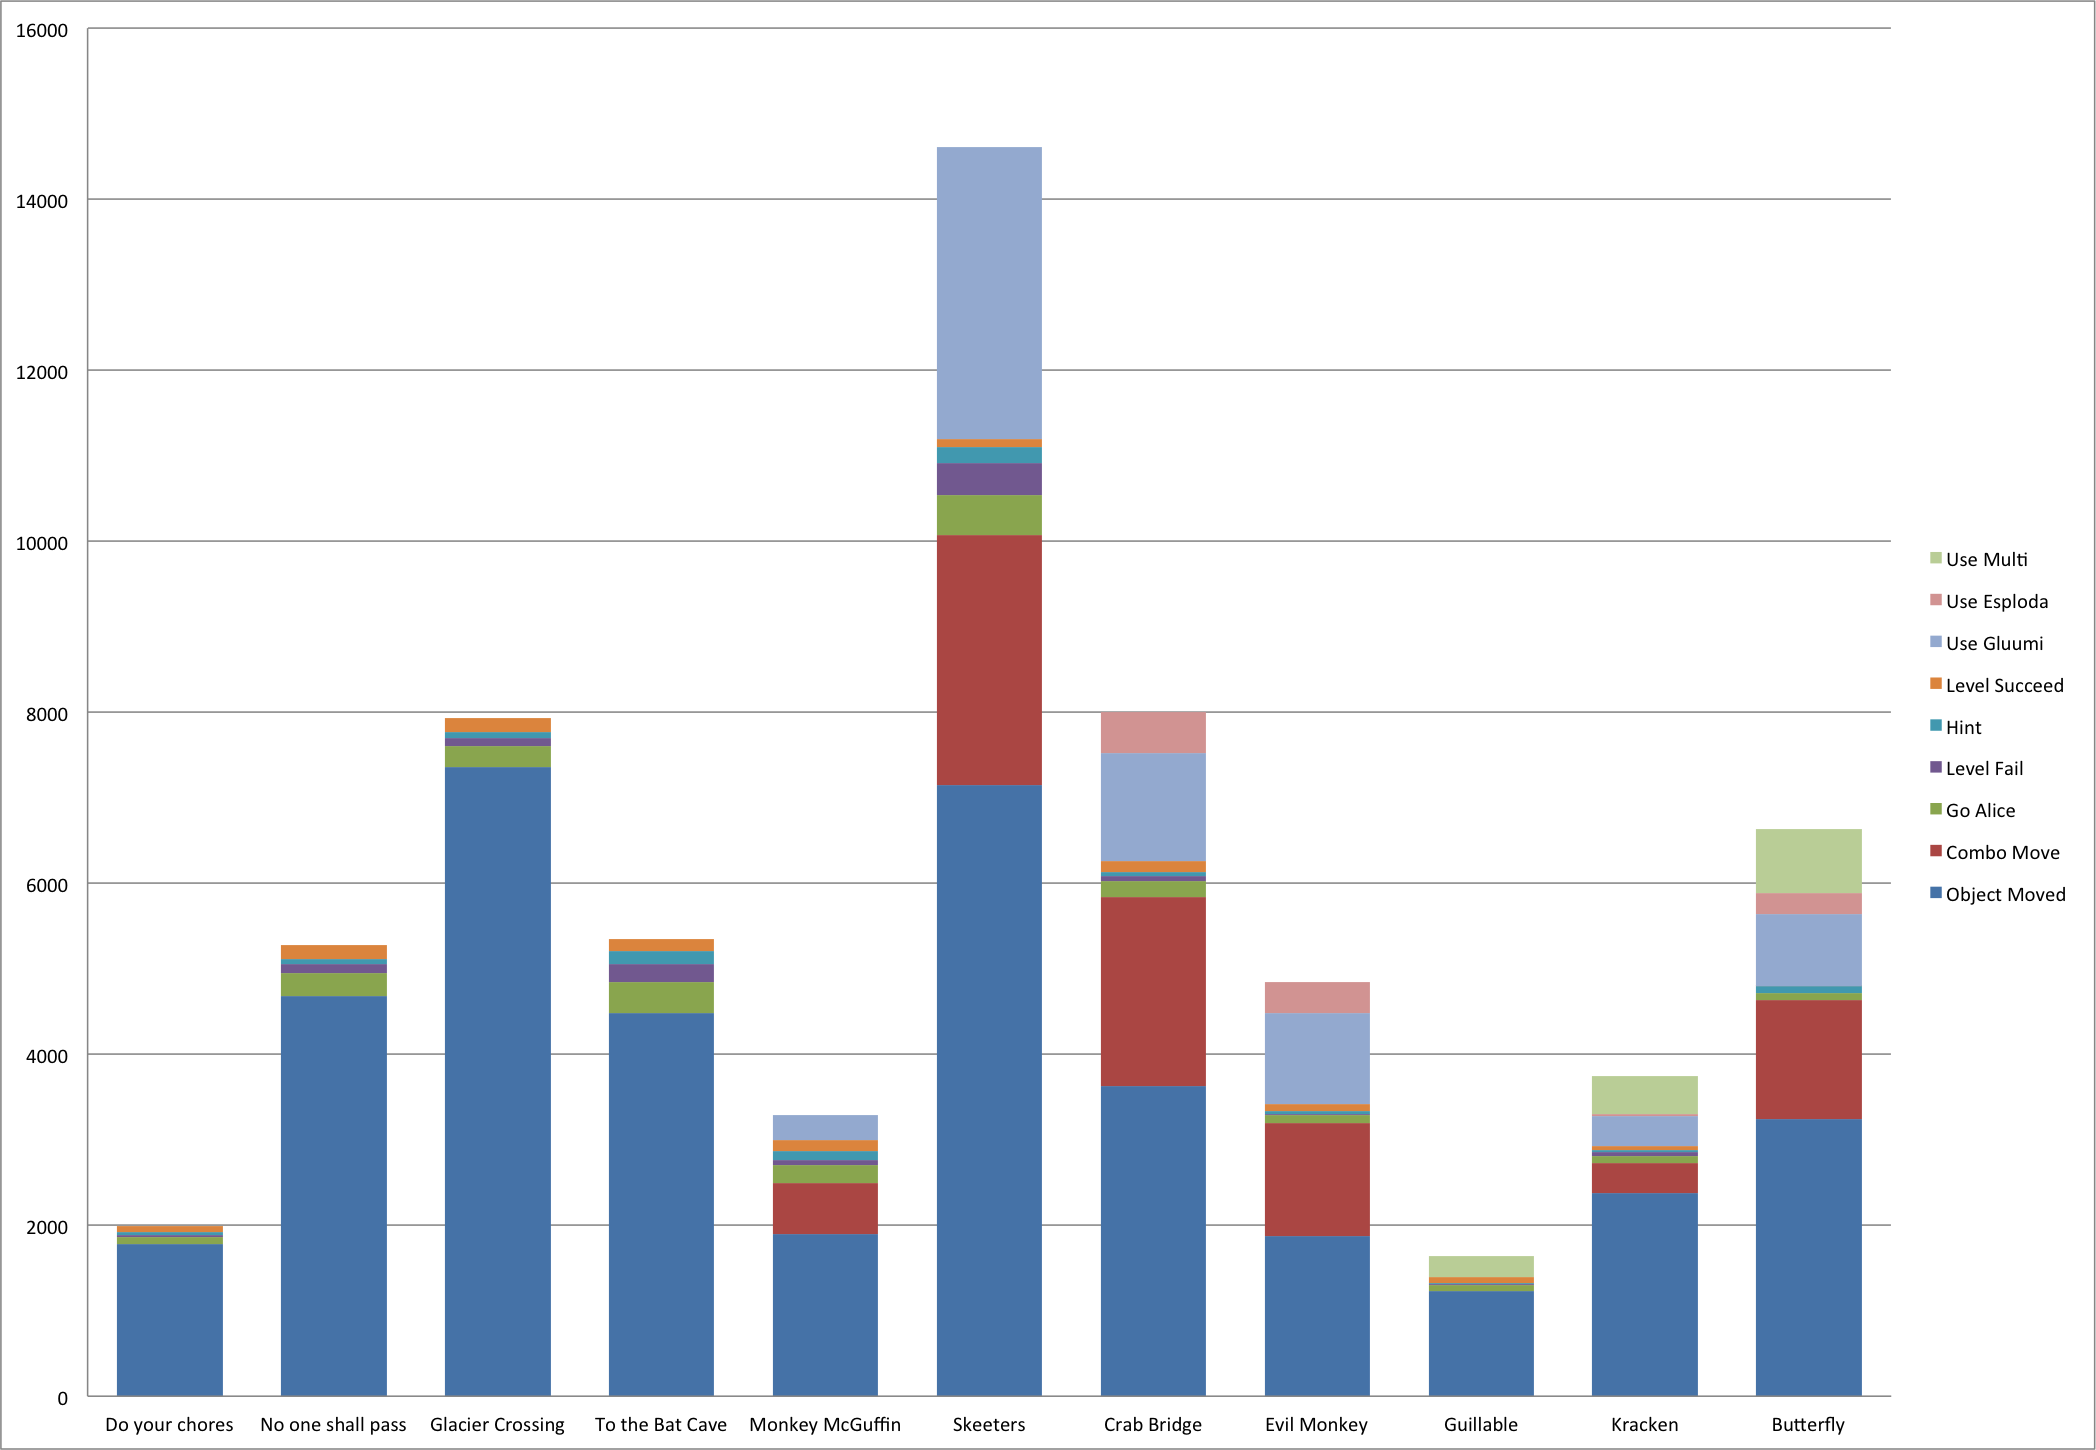 16000
14000
12000
10000
8000
6000
4000
2000
0
Do your chores
No one shall pass
Glacier Crossing
To the Bat Cave
Monkey McGuffin
Skeeters
Crab Bridge
Evil Monkey
Guillable
Kracken
Butterfly
Use Multi
Use Esploda
Use Gluumi
Level Succeed
Hint
Level Fail
Go Alice
Combo Move
Object Moved